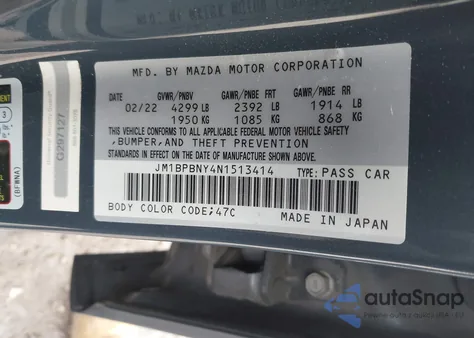 MFD. BY MAZDA MOTOR CORPORATION
GVWR/PNBV GAWR/PNBE FRT GAWR/PNBE RR
02/22 4299 LB 2392 LB 1914 LB
1950 KG 1085 KG 868 KG
THIS VEHICLE CONFORMS TO ALL APPLICABLE FEDERAL MOTOR VEHICLE SAFETY
,BUMPER,AND THEFT PREVENTION
STANDARDS IN EFFECT ON THE DATE OF MANUFACTURE SHOWN ABOVE.
JM1BPBNY4N1513414 TYPE: PASS CAR
BODY COLOR CODE;47C
MADE IN JAPAN
G297127
(BFWNA)
3
autoSnap